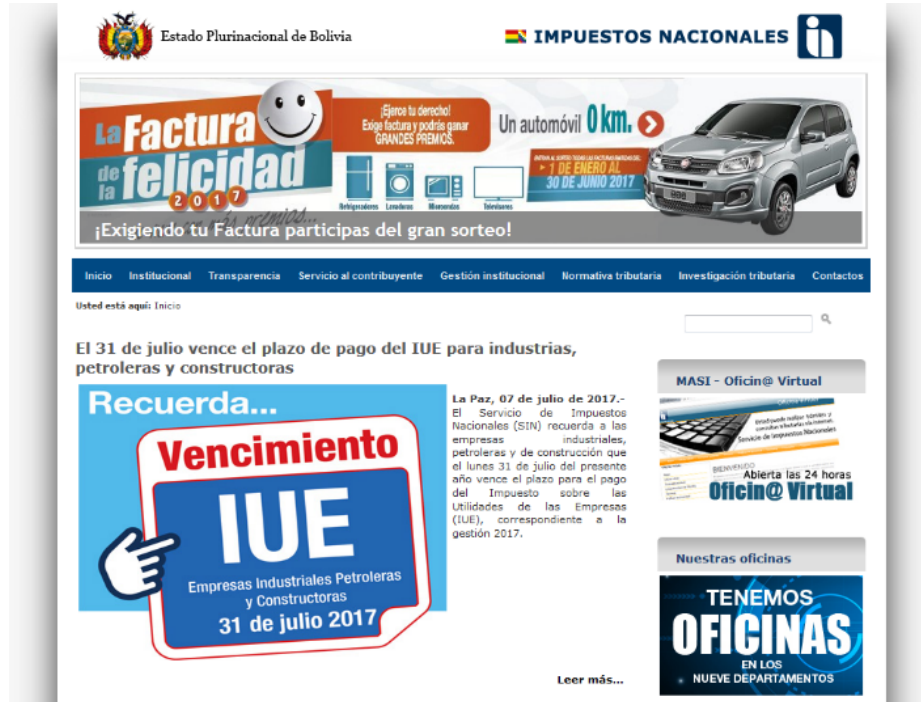 Estado Plurinacional de Bolivia
IMPUESTOS NACIONALES
La Factura
de la felicidad
2017
¡Ejerce tu derecho!
Exige factura y podrás ganar
GRANDES PREMIOS.
Un automóvil 0 km.
1 DE ENERO AL
30 DE JUNIO 2017
Refrigeradores Lavadoras Microondas Televisores
¡Exigiendo tu Factura participas del gran sorteo!
Inicio Institucional Transparencia Servicio al contribuyente Gestión institucional Normativa tributaria Investigación tributaria Contactos
Usted está aquí: Inicio
El 31 de julio vence el plazo de pago del IUE para industrias,
petroleras y constructoras
Recuerda...
Vencimiento
IUE
Empresas Industriales Petroleras
y Constructoras
31 de julio 2017
La Paz, 07 de julio de 2017.-
El Servicio de Impuestos
Nacionales (SIN) recuerda a las
empresas industriales,
petroleras y de construcción que
el lunes 31 de julio del presente
año vence el plazo para el pago
del Impuesto sobre las
Utilidades de las Empresas
(IUE), correspondiente a la
gestión 2017.
Leer más...
MASI - Oficin@ Virtual
Servicio de Impuestos Nacionales
BIENVENIDO
Abierta las 24 horas
Oficin@ Virtual
Nuestras oficinas
TENEMOS
OFICINAS
EN LOS
NUEVE DEPARTAMENTOS